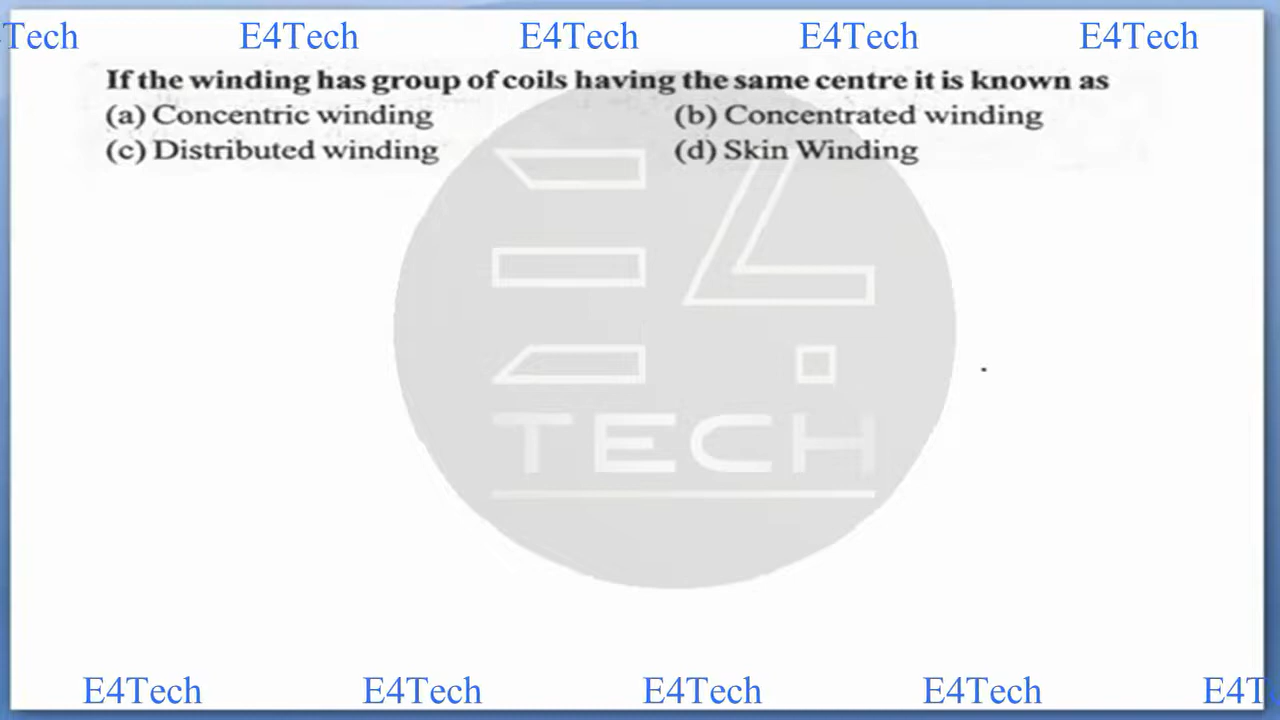 Tech E4Tech E4Tech E4Tech E4Tech
If the winding has group of coils having the same centre it is known as
(a) Concentric winding (b) Concentrated winding
(c) Distributed winding (d) Skin Winding
E4
TECH
E4Tech E4Tech E4Tech E4Tech E4T